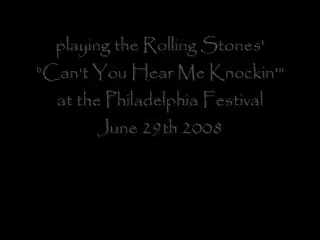 playing the Rolling Stones'
"Can't You Hear Me Knockin'"
at the Philadelphia Festival
June 29th 2008